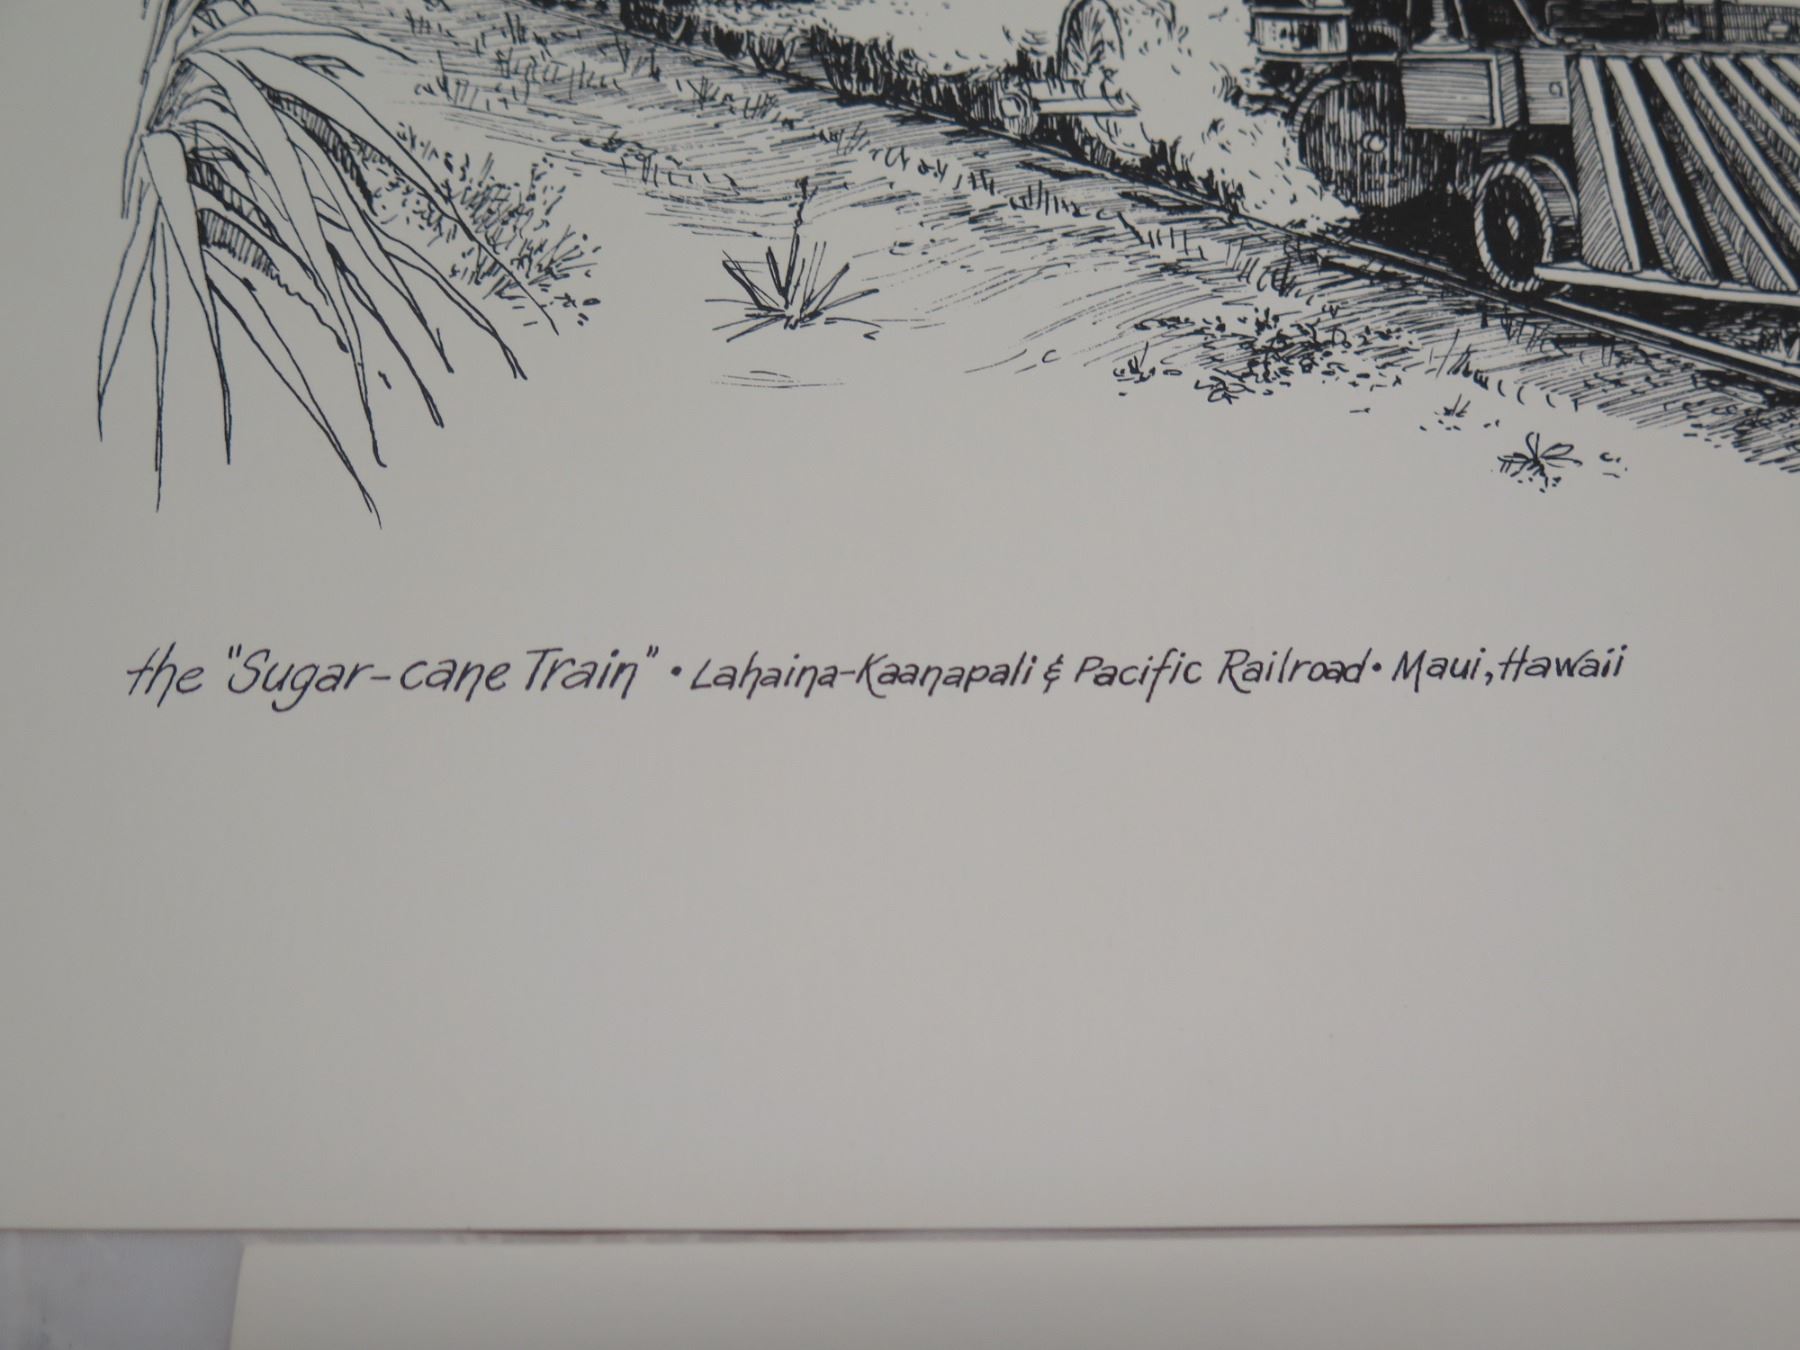 the "Sugar-cane Train" • Lahaina-Kaanapali & Pacific Railroad • Maui, Hawaii